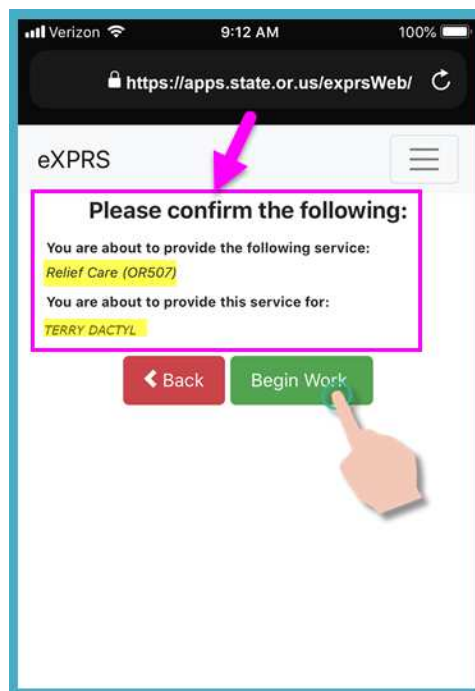 Verizon 9:12 AM 100%
https://apps.state.or.us/exprsWeb/
eXPRS
Please confirm the following:
You are about to provide the following service:
Relief Care (OR507)
You are about to provide this service for:
TERRY DACTYL
Back Begin Work